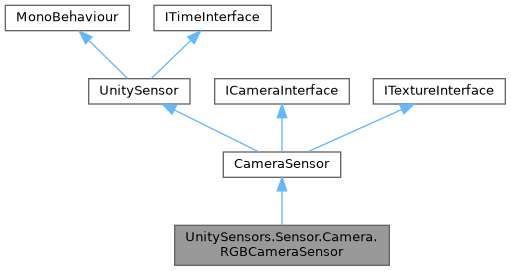 MonoBehaviour
ITimeInterface
UnitySensor
ICameraInterface
ITextureInterface
CameraSensor
UnitySensors.Sensor.Camera.
RGBCameraSensor